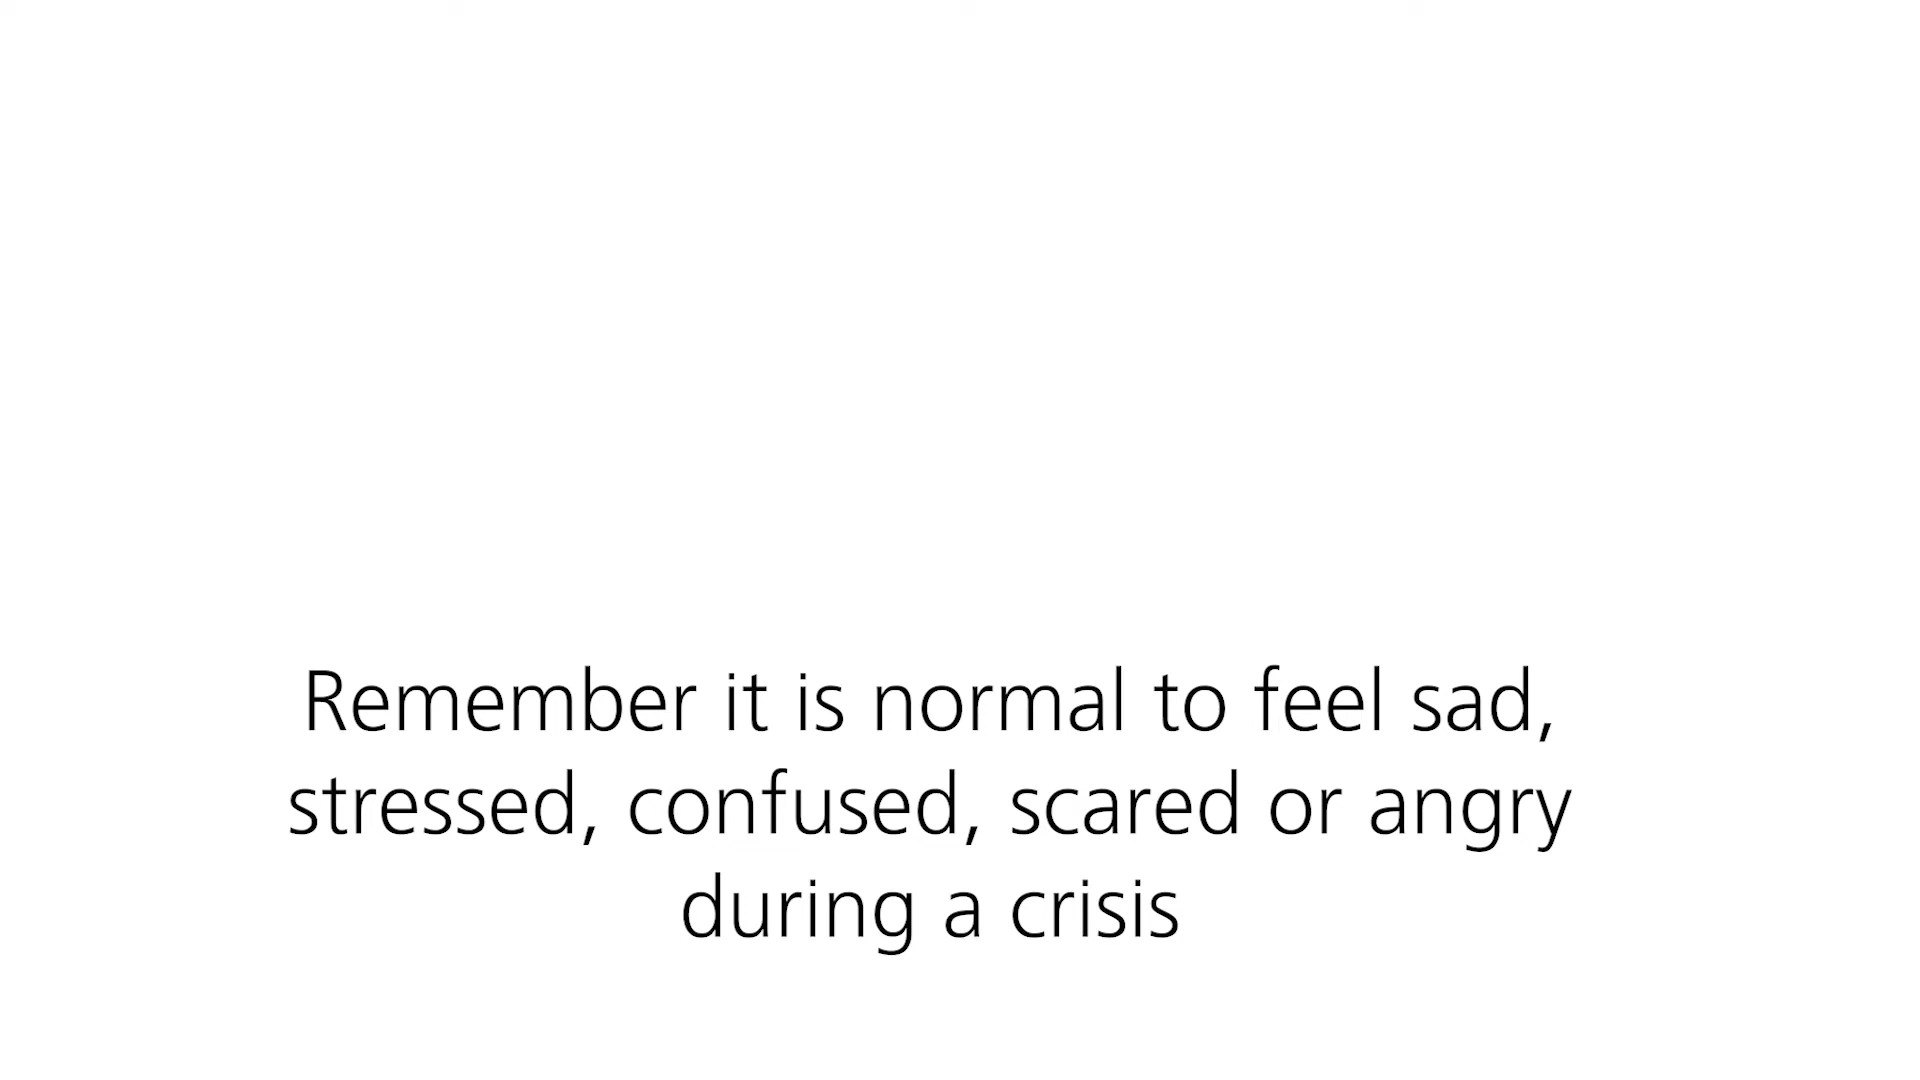 Remember it is normal to feel sad,
stressed, confused, scared or angry
during a crisis